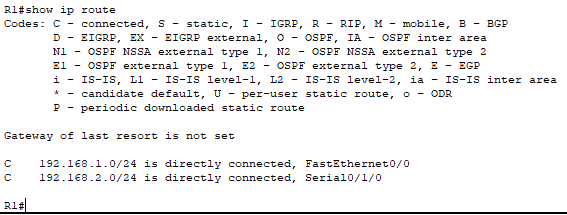 R1#show ip route
Codes: C - connected, S - static, I - IGRP, R - RIP, M - mobile, B - BGP
       D - EIGRP, EX - EIGRP external, O - OSPF, IA - OSPF inter area
       N1 - OSPF NSSA external type 1, N2 - OSPF NSSA external type 2
       E1 - OSPF external type 1, E2 - OSPF external type 2, E - EGP
       i - IS-IS, L1 - IS-IS level-1, L2 - IS-IS level-2, ia - IS-IS inter area
       * - candidate default, U - per-user static route, o - ODR
       P - periodic downloaded static route

Gateway of last resort is not set

C    192.168.1.0/24 is directly connected, FastEthernet0/0
C    192.168.2.0/24 is directly connected, Serial0/1/0

R1#